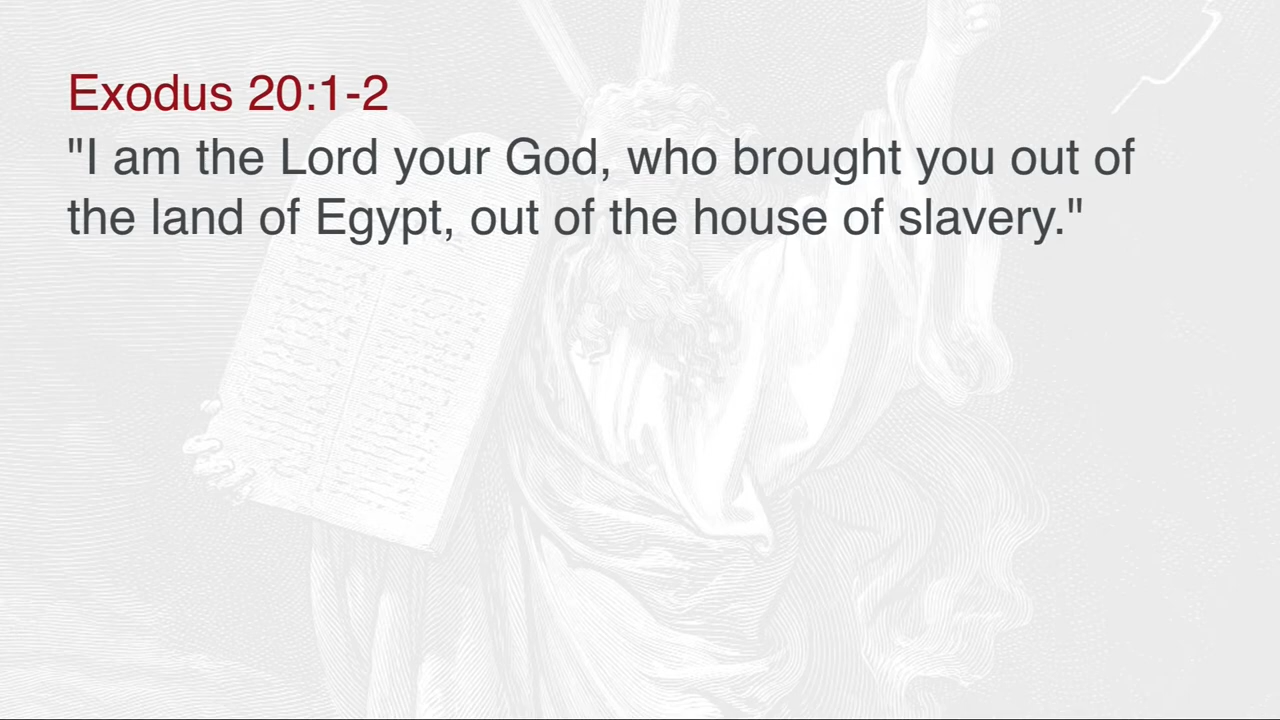 Exodus 20:1-2
"I am the Lord your God, who brought you out of
the land of Egypt, out of the house of slavery."